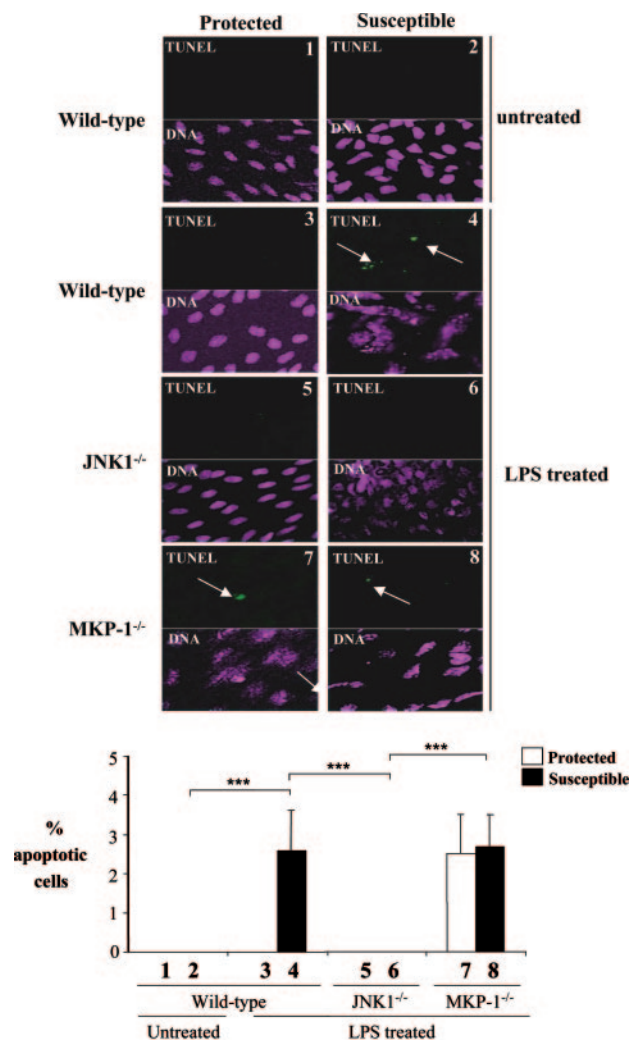 Protected Susceptible
TUNEL 1 TUNEL 2
Wild-type untreated
DNA DNA
TUNEL 3 TUNEL 4
Wild-type
DNA DNA
TUNEL 5 TUNEL 6
JNK1-/- LPS treated
DNA DNA
TUNEL 7 TUNEL 8
MKP-1-/-
DNA DNA
*** *** ***
Protected
Susceptible
% apoptotic cells
5
4
3
2
1
0
1 2 3 4 5 6 7 8
Wild-type JNK1-/- MKP-1-/-
Untreated LPS treated